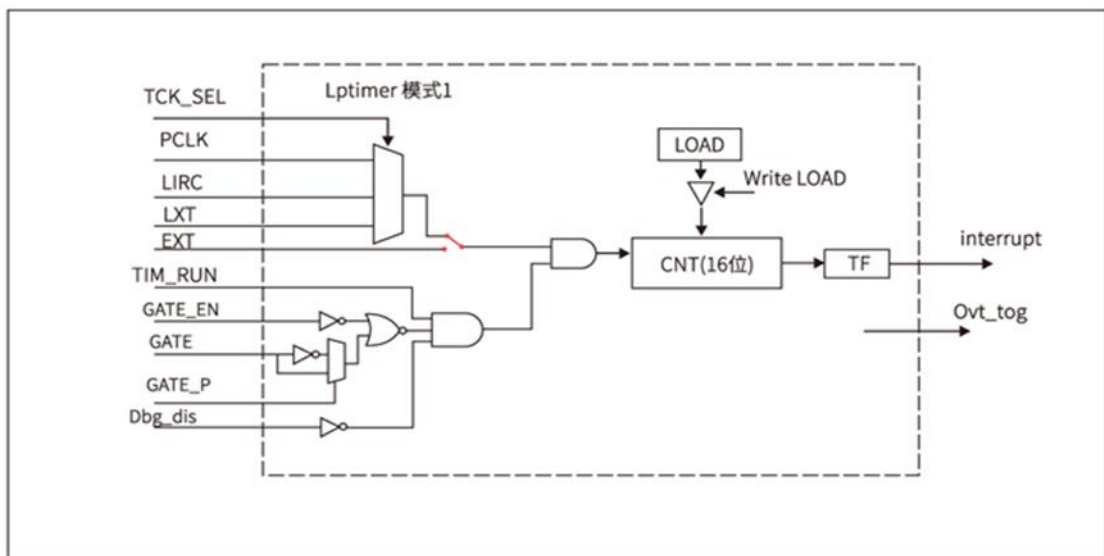 Lptimer 模式1
TCK_SEL
PCLK
LIRC
LXT
EXT
TIM_RUN
GATE_EN
GATE
GATE_P
Dbg_dis
LOAD
Write LOAD
CNT(16位)
TF
interrupt
Ovt_tog